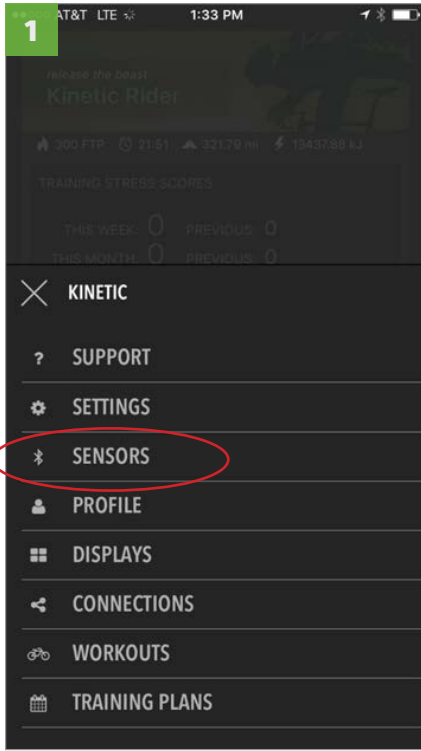 1
AT&T LTE 1:33 PM
release the beast
Kinetic Rider
300 FTP 21:51 321.79 mi 13437.88 kJ
TRAINING STRESS SCORES
THIS WEEK: 0 PREVIOUS: 0
THIS MONTH: 0 PREVIOUS: 0
KINETIC
? SUPPORT
SETTINGS
SENSORS
PROFILE
DISPLAYS
CONNECTIONS
WORKOUTS
TRAINING PLANS